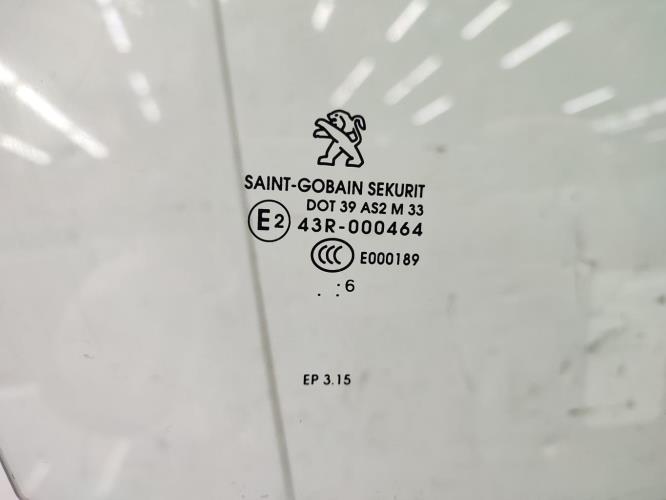 SAINT-GOBAIN SEKURIT
DOT 39 AS2 M 33
E2 43R-000464
CCC E000189
. .:6
EP 3.15